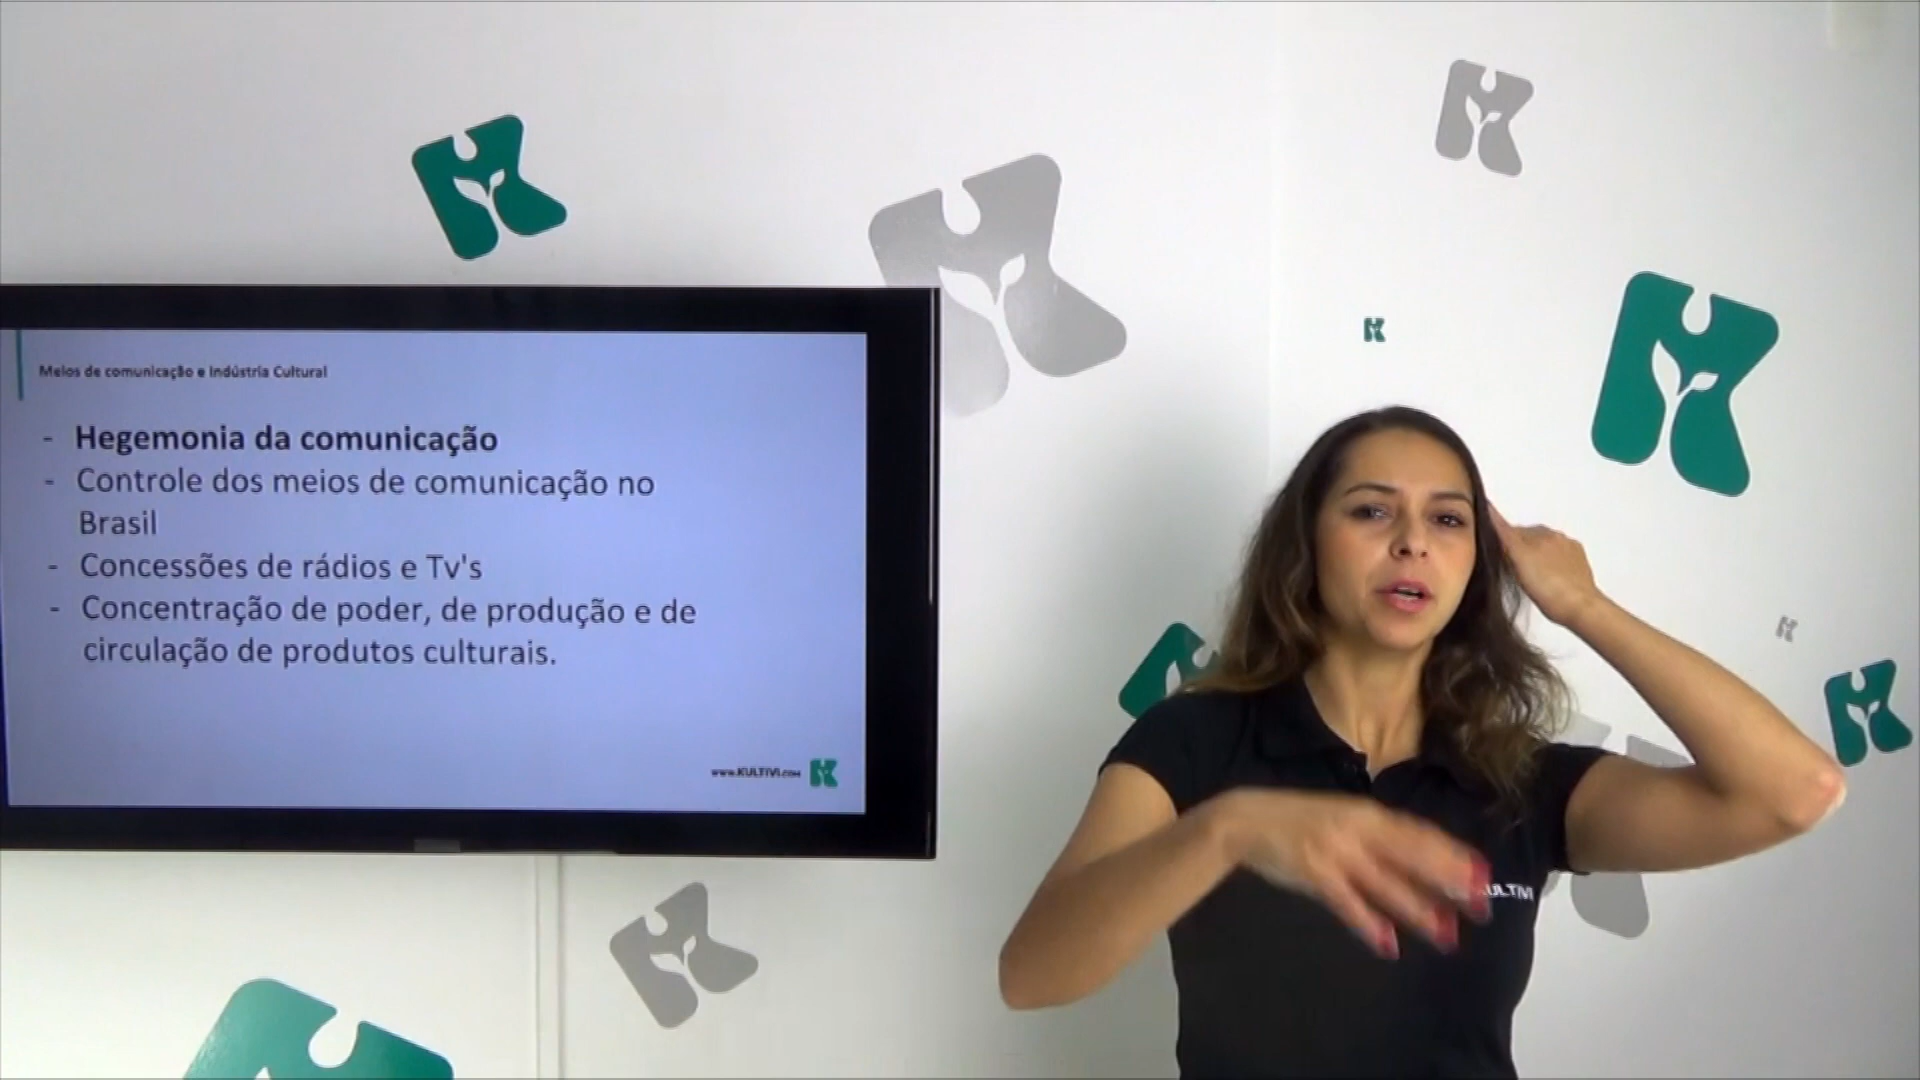 Meios de comunicação e Indústria Cultural
- Hegemonia da comunicação
- Controle dos meios de comunicação no
Brasil
- Concessões de rádios e Tv's
- Concentração de poder, de produção e de
circulação de produtos culturais.
www.KULTIVI.COM
KULTIVI